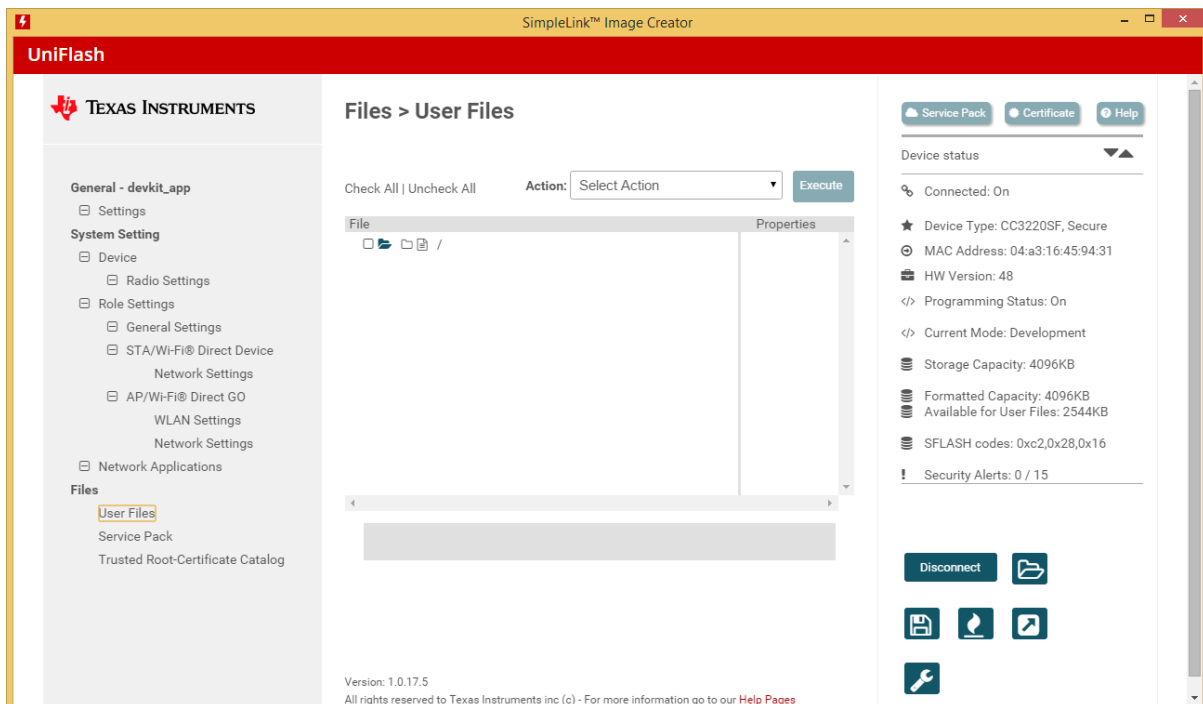 SimpleLink™ Image Creator
UniFlash
TEXAS INSTRUMENTS
General - devkit_app
Settings
System Setting
Device
Radio Settings
Role Settings
General Settings
STA/Wi-Fi® Direct Device
Network Settings
AP/Wi-Fi® Direct GO
WLAN Settings
Network Settings
Network Applications
Files
User Files
Service Pack
Trusted Root-Certificate Catalog
Files > User Files
Check All | Uncheck All Action: Select Action Execute
File Properties
/
Version: 1.0.17.5
All rights reserved to Texas Instruments inc (c) - For more information go to our Help Pages
Service Pack Certificate Help
Device status
Connected: On
Device Type: CC3220SF, Secure
MAC Address: 04:a3:16:45:94:31
HW Version: 48
Programming Status: On
Current Mode: Development
Storage Capacity: 4096KB
Formatted Capacity: 4096KB
Available for User Files: 2544KB
SFLASH codes: 0xc2,0x28,0x16
Security Alerts: 0 / 15
Disconnect